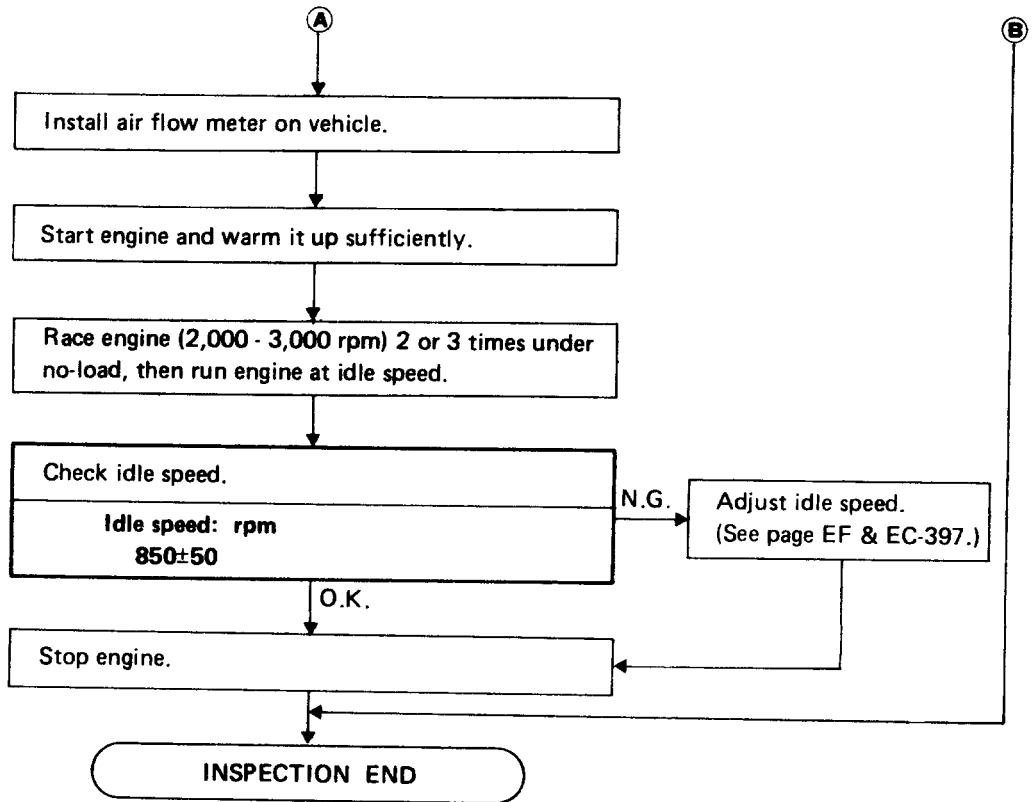 A
B
Install air flow meter on vehicle.
Start engine and warm it up sufficiently.
Race engine (2,000 - 3,000 rpm) 2 or 3 times under
no-load, then run engine at idle speed.
Check idle speed.
Idle speed: rpm
850±50
N.G.
Adjust idle speed.
(See page EF & EC-397.)
O.K.
Stop engine.
INSPECTION END